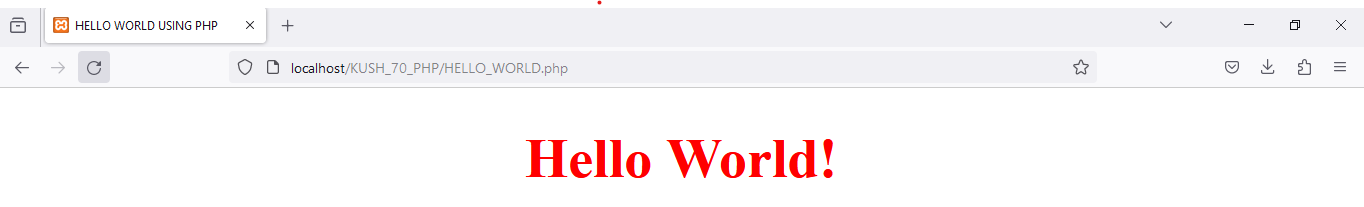 HELLO WORLD USING PHP
localhost/KUSH_70_PHP/HELLO_WORLD.php
Hello World!